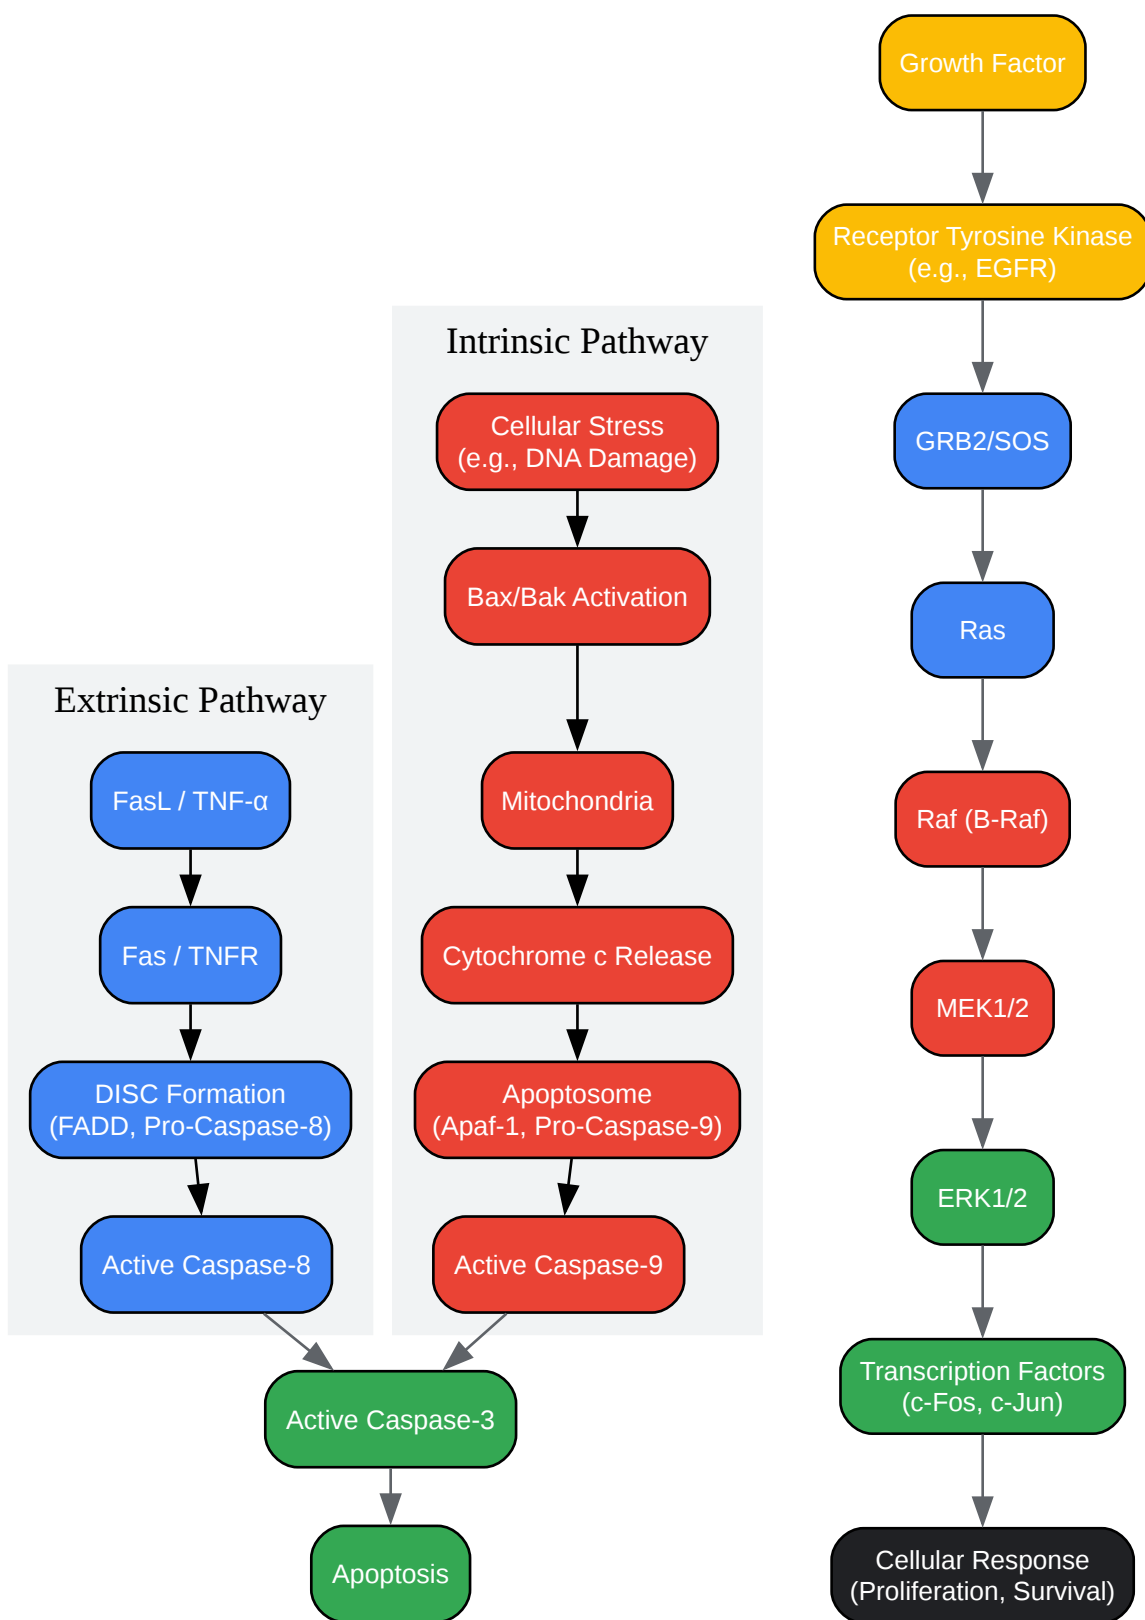 Extrinsic Pathway
FasL / TNF-α
Fas / TNFR
DISC Formation
(FADD, Pro-Caspase-8)
Active Caspase-8
Intrinsic Pathway
Cellular Stress
(e.g., DNA Damage)
Bax/Bak Activation
Mitochondria
Cytochrome c Release
Apoptosome
(Apaf-1, Pro-Caspase-9)
Active Caspase-9
Active Caspase-3
Apoptosis
Growth Factor
Receptor Tyrosine Kinase
(e.g., EGFR)
GRB2/SOS
Ras
Raf (B-Raf)
MEK1/2
ERK1/2
Transcription Factors
(c-Fos, c-Jun)
Cellular Response
(Proliferation, Survival)